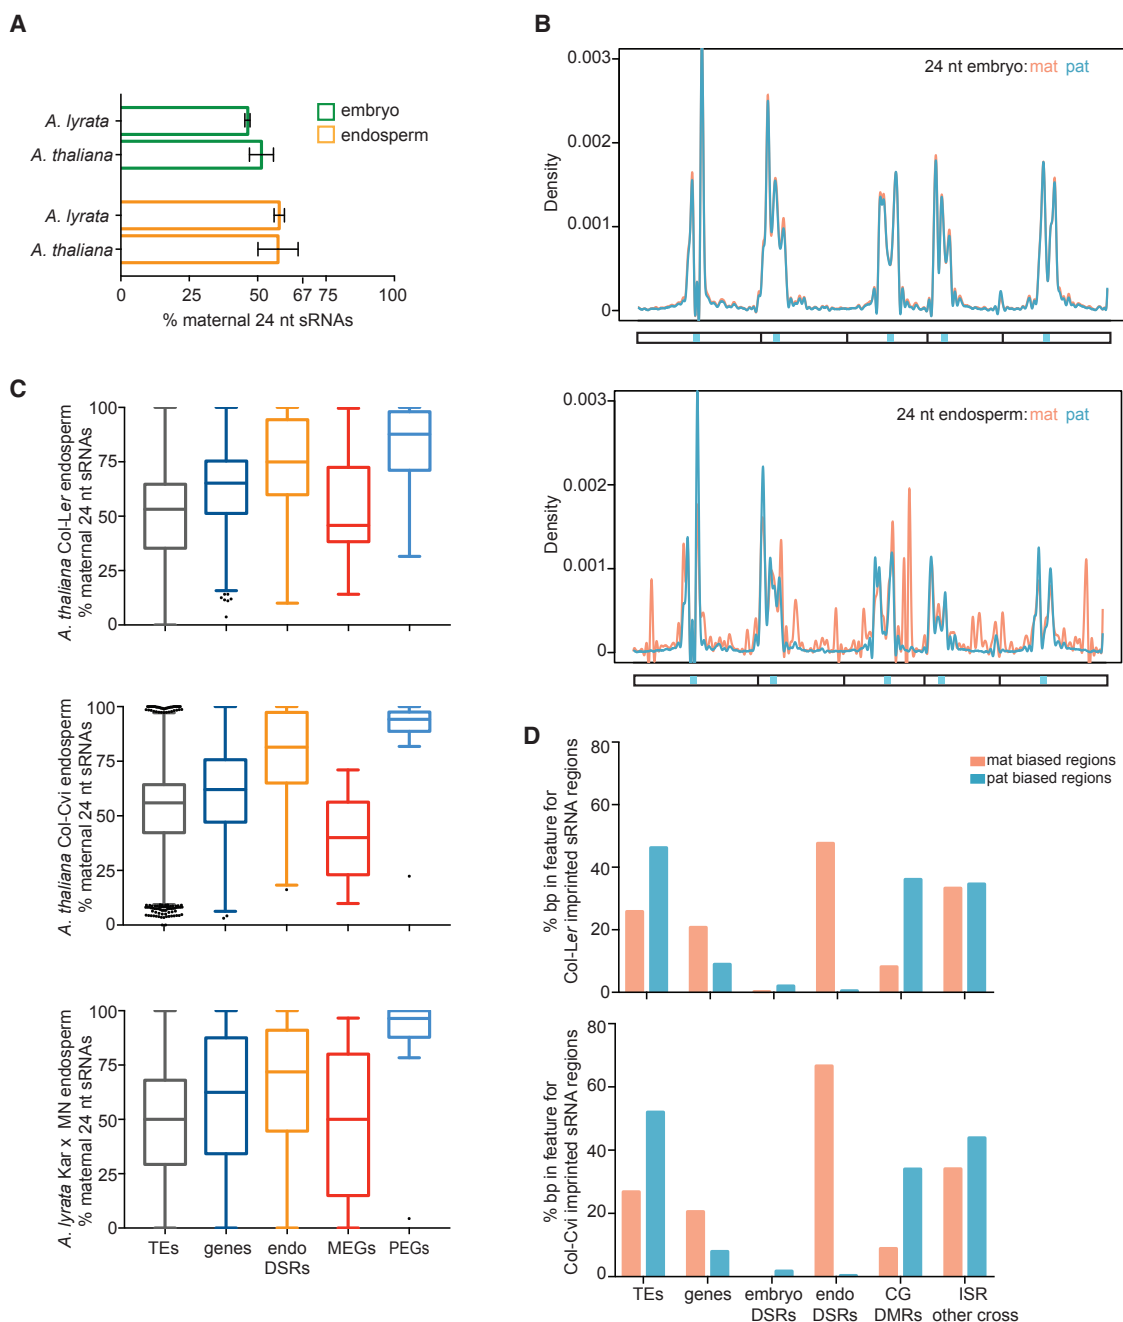 A
A. lyrata
A. thaliana
A. lyrata
A. thaliana
embryo
endosperm
0 25 50 67 75 100
% maternal 24 nt sRNAs
B
0.003
0.002
0.001
0
Density
24 nt embryo: mat pat
0.003
0.002
0.001
0
Density
24 nt endosperm: mat pat
C
A. thaliana Col-Ler endosperm
% maternal 24 nt sRNAs
100
75
50
25
0
A. thaliana Col-Cvi endosperm
% maternal 24 nt sRNAs
100
75
50
25
0
A. lyrata Kar x MN endosperm
% maternal 24 nt sRNAs
100
75
50
25
0
TEs genes endo MEGs PEGs
DSRs
D
% bp in feature for
Col-Ler imprinted sRNA regions
80
60
40
20
0
mat biased regions
pat biased regions
% bp in feature for
Col-Cvi imprinted sRNA regions
80
60
40
20
0
TEs genes embryo endo CG ISR
DSRs DSRs DMRs other cross